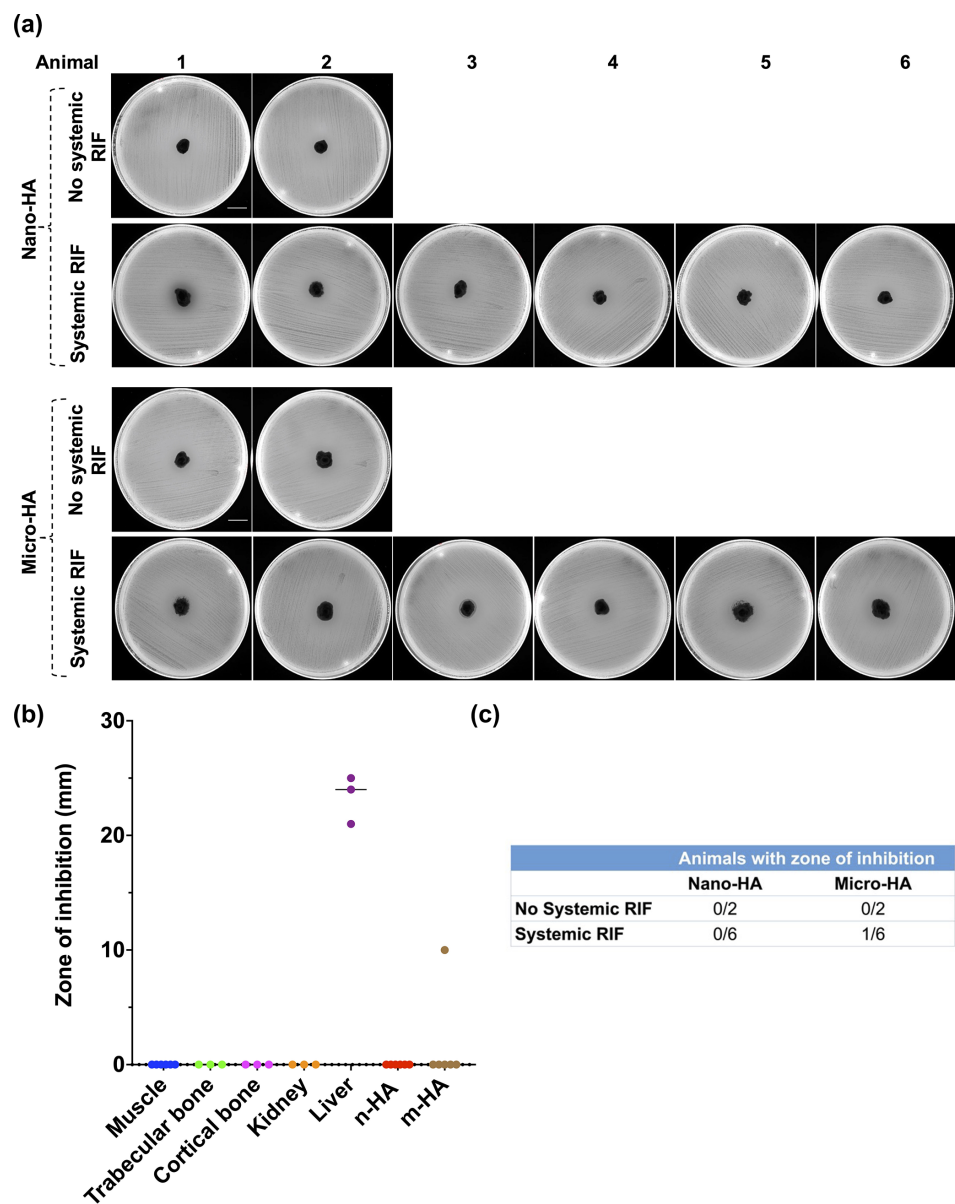 (a)
Animal 1 2 3 4 5 6
Nano-HA
No systemic
RIF
Systemic RIF
Micro-HA
No systemic
RIF
Systemic RIF
(b)
Zone of inhibition (mm)
30
20
10
0
Muscle
Trabecular bone
Cortical bone
Kidney
Liver
n-HA
m-HA
(c)
Animals with zone of inhibition
Nano-HA Micro-HA
No Systemic RIF 0/2 0/2
Systemic RIF 0/6 1/6